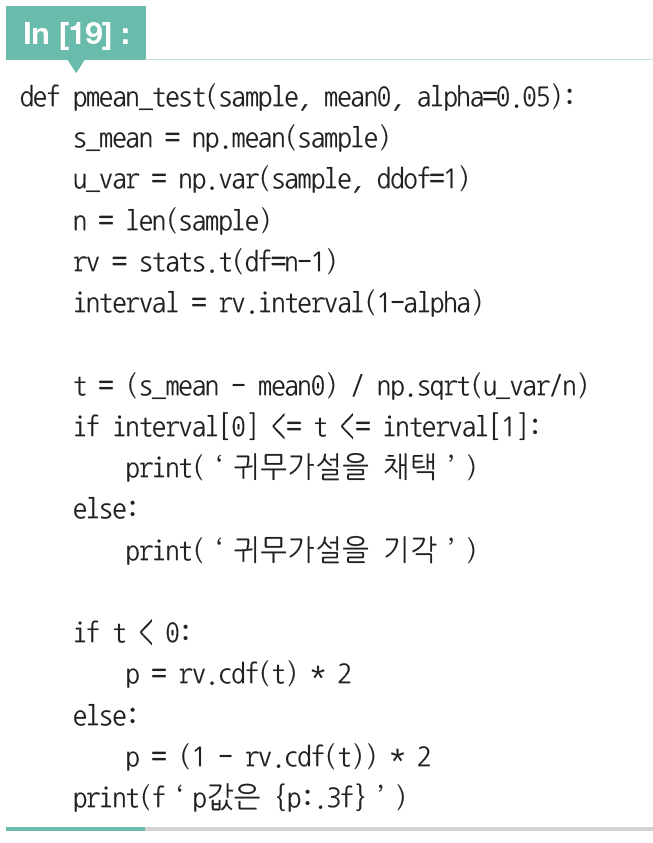 In [19] :
def pmean_test(sample, mean0, alpha=0.05):
    s_mean = np.mean(sample)
    u_var = np.var(sample, ddof=1)
    n = len(sample)
    rv = stats.t(df=n-1)
    interval = rv.interval(1-alpha)

    t = (s_mean - mean0) / np.sqrt(u_var/n)
    if interval[0] <= t <= interval[1]:
        print( ‘ 귀무가설을 채택 ’ )
    else:
        print( ‘ 귀무가설을 기각 ’ )

    if t < 0:
        p = rv.cdf(t) * 2
    else:
        p = (1 - rv.cdf(t)) * 2
    print(f ‘ p값은 {p:.3f} ’ )